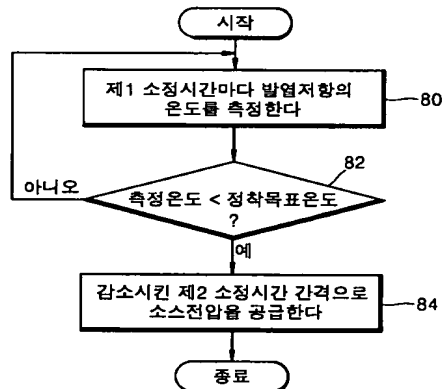 시작
제1 소정시간마다 발열저항의
온도를 측정한다
80
82
측정온도 < 정착목표온도
?
아니오
예
감소시킨 제2 소정시간 간격으로
소스전압을 공급한다
84
종료